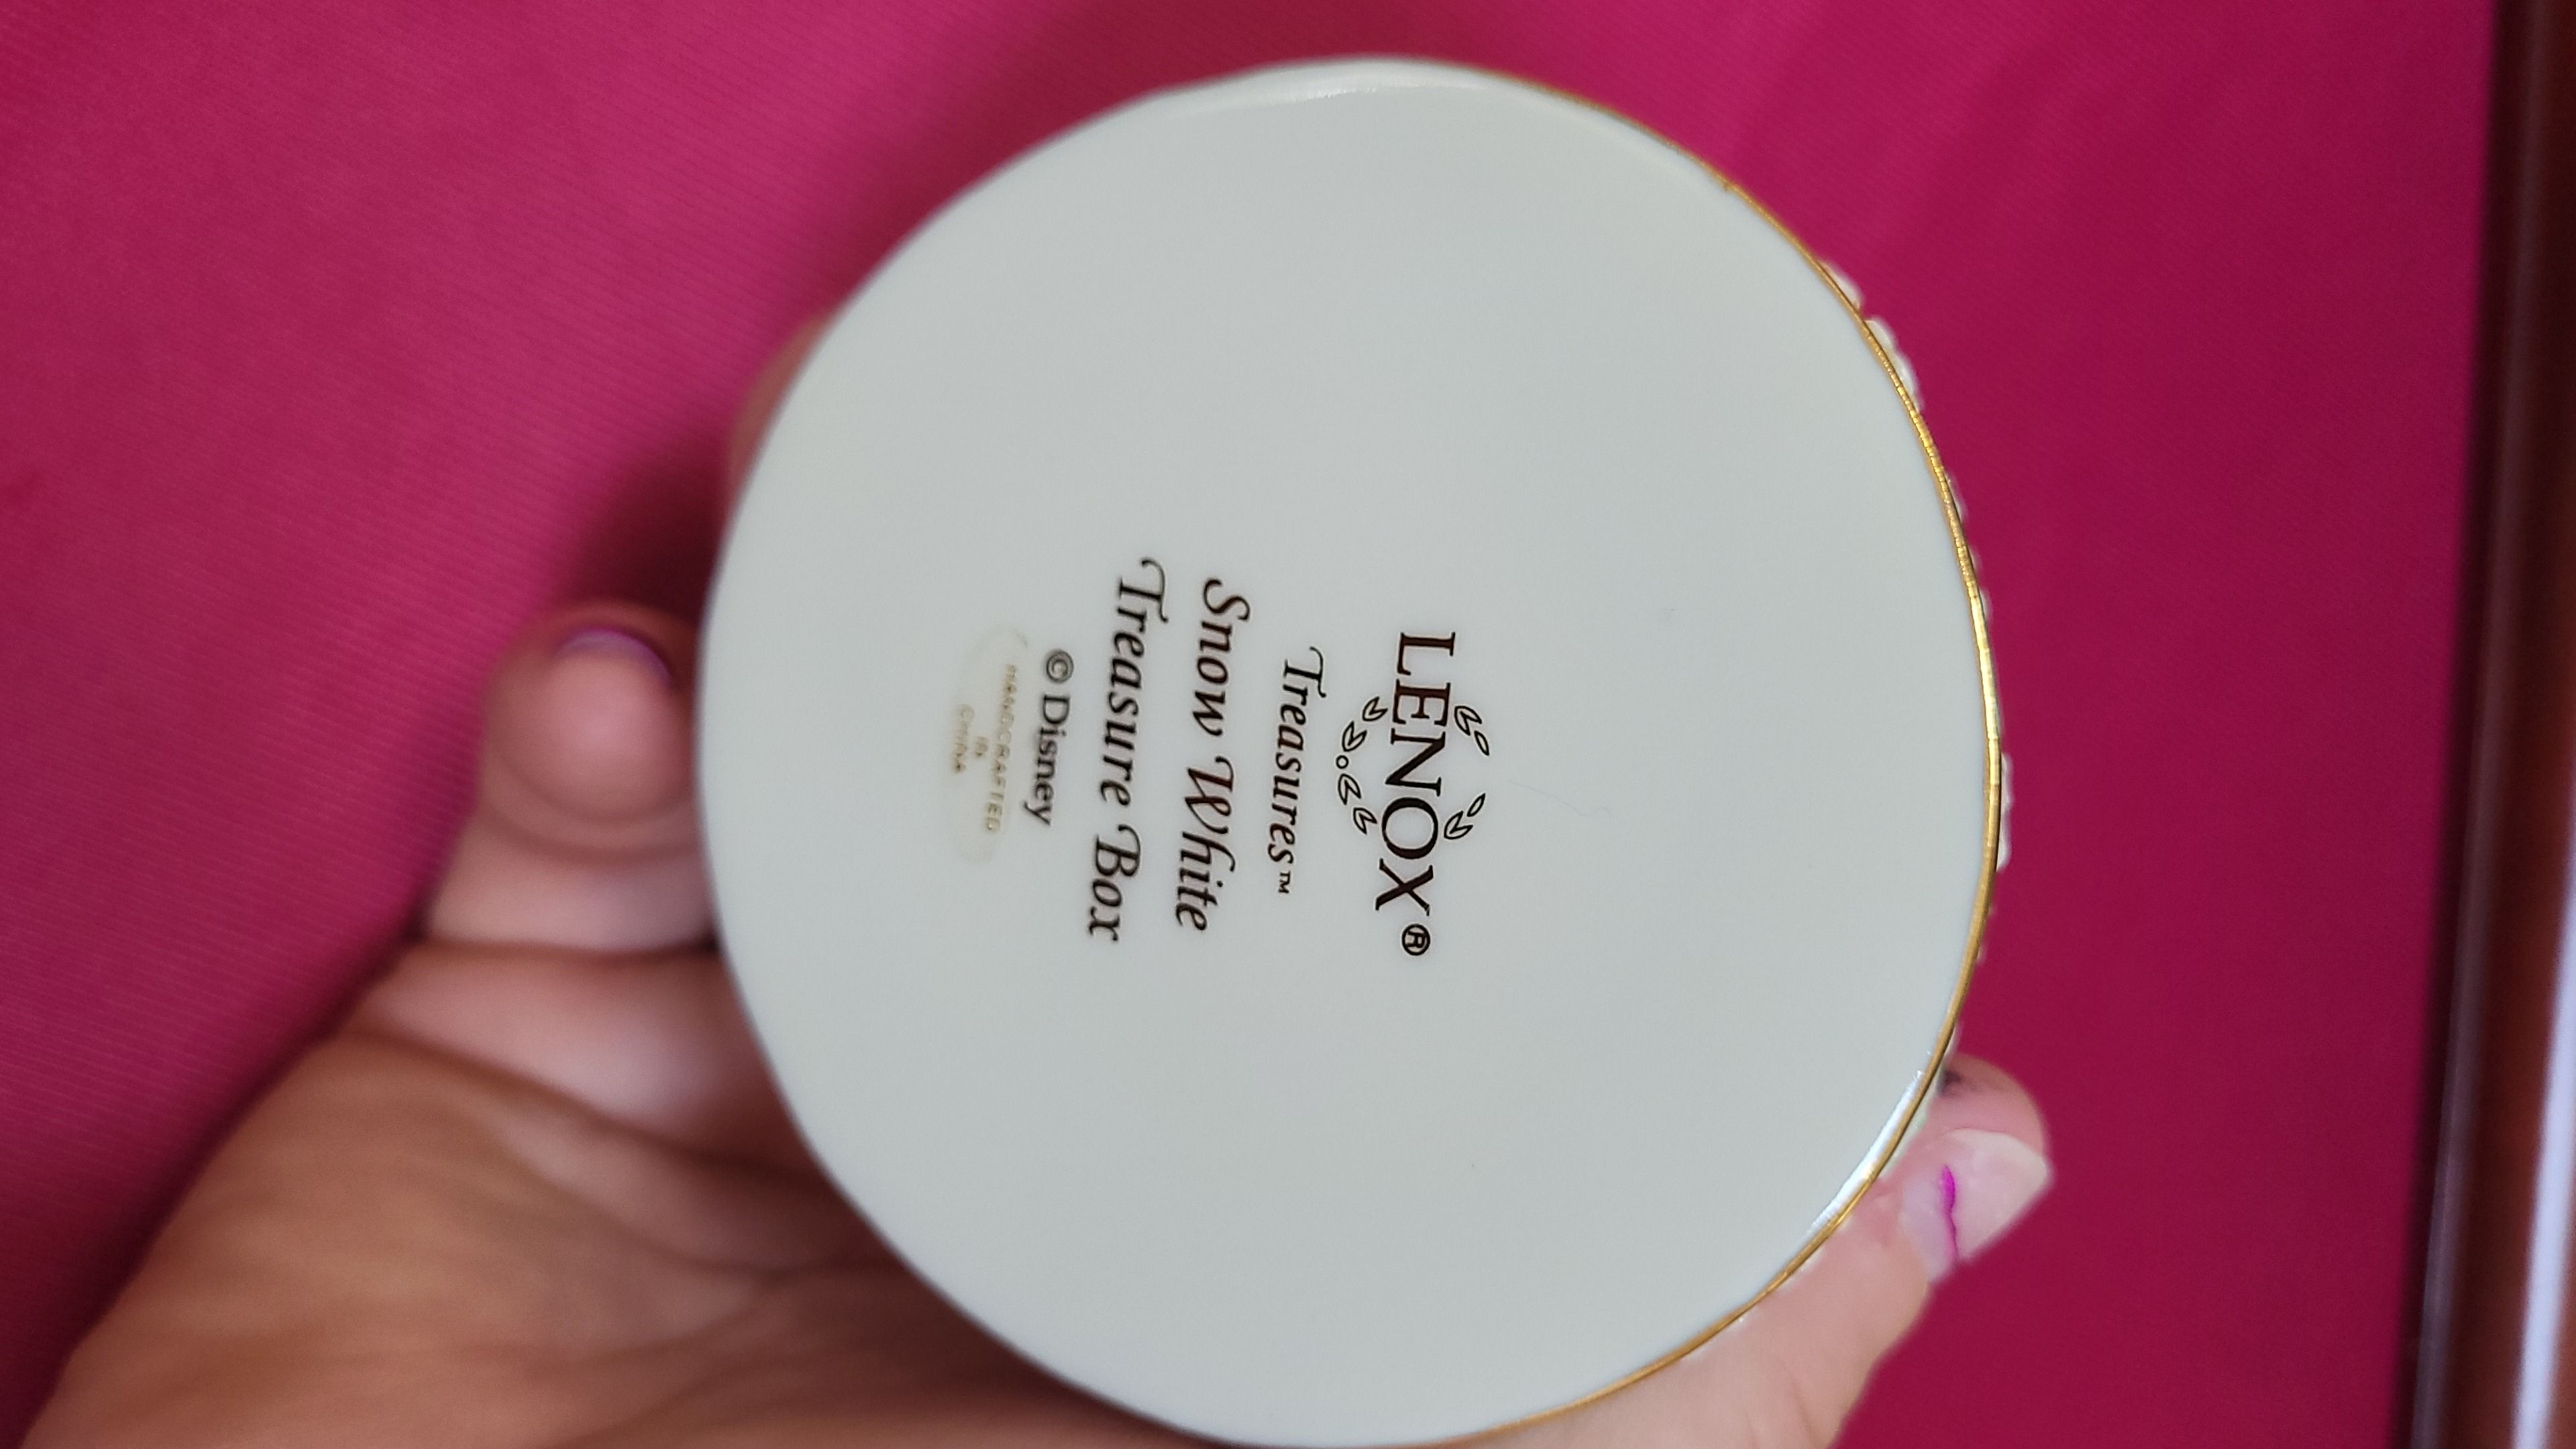 LENOX®
Treasures™
Snow White
Treasure Box
© Disney
HANDCRAFTED
IN
CHINA